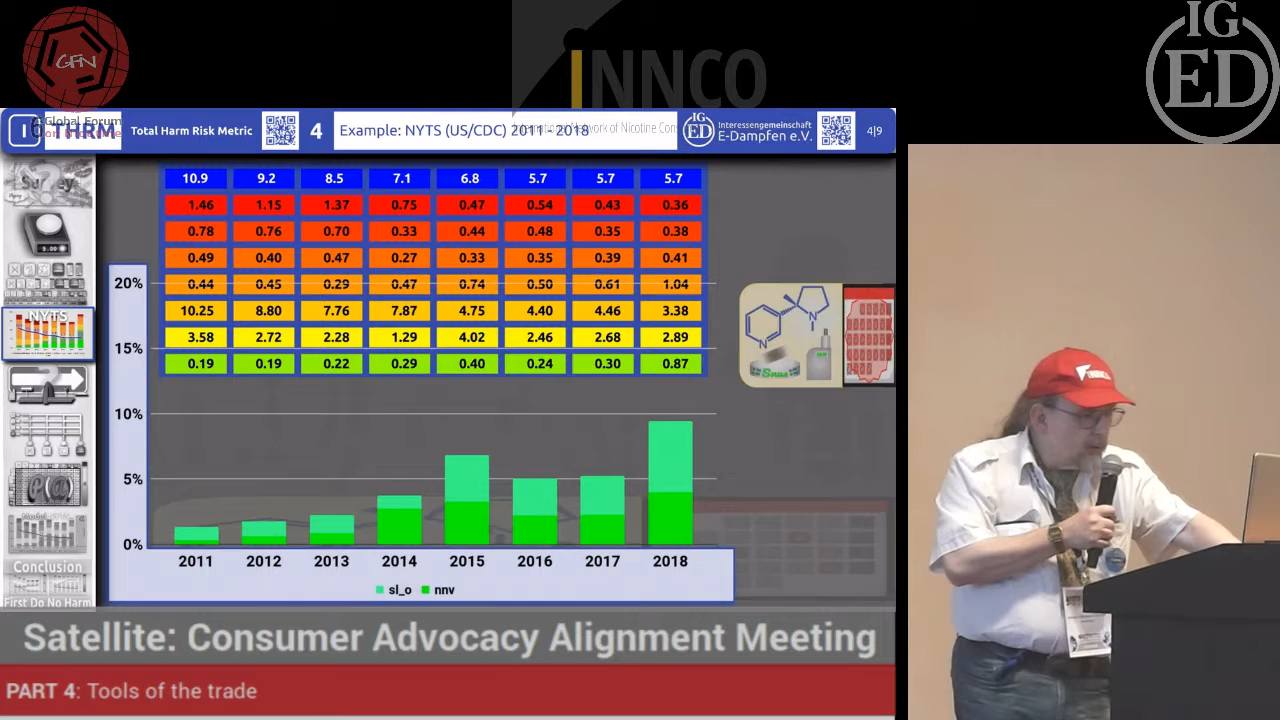 GFN
Global Forum
INNCO
IG
ED
THRM
Total Harm Risk Metric
4
Example: NYTS (US/CDC) 2011 - 2018
IG
ED
Interessengemeinschaft
E-Dampfen e.V.
4|9
10.9 9.2 8.5 7.1 6.8 5.7 5.7 5.7
1.46 1.15 1.37 0.75 0.47 0.54 0.43 0.36
0.78 0.76 0.70 0.33 0.44 0.48 0.35 0.38
0.49 0.40 0.47 0.27 0.33 0.35 0.39 0.41
0.44 0.45 0.29 0.47 0.74 0.50 0.61 1.04
10.25 8.80 7.76 7.87 4.75 4.40 4.46 3.38
3.58 2.72 2.28 1.29 4.02 2.46 2.68 2.89
0.19 0.19 0.22 0.29 0.40 0.24 0.30 0.87
20%
15%
10%
5%
0%
2011 2012 2013 2014 2015 2016 2017 2018
sl_o nnv
NYTS
Conclusion
First Do No Harm
N
N
Snus
INNCO
Satellite: Consumer Advocacy Alignment Meeting
PART 4: Tools of the trade